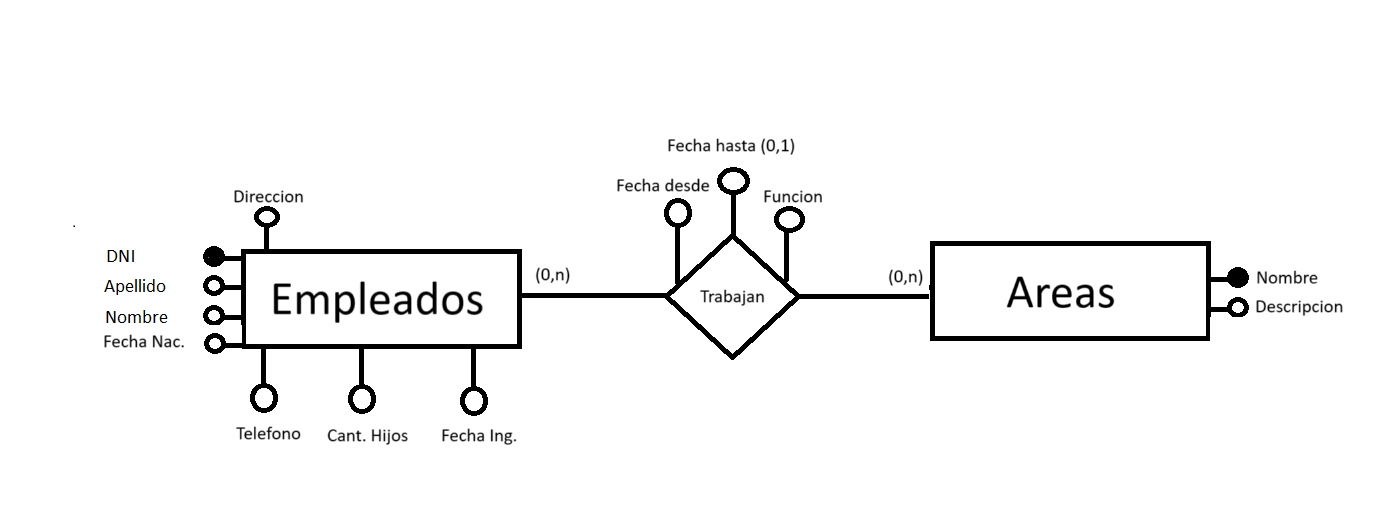 Fecha hasta (0,1)
Fecha desde
Funcion
Direccion
DNI
Apellido
Nombre
Fecha Nac.
Empleados
(0,n)
Trabajan
(0,n)
Areas
Nombre
Descripcion
Telefono
Cant. Hijos
Fecha Ing.